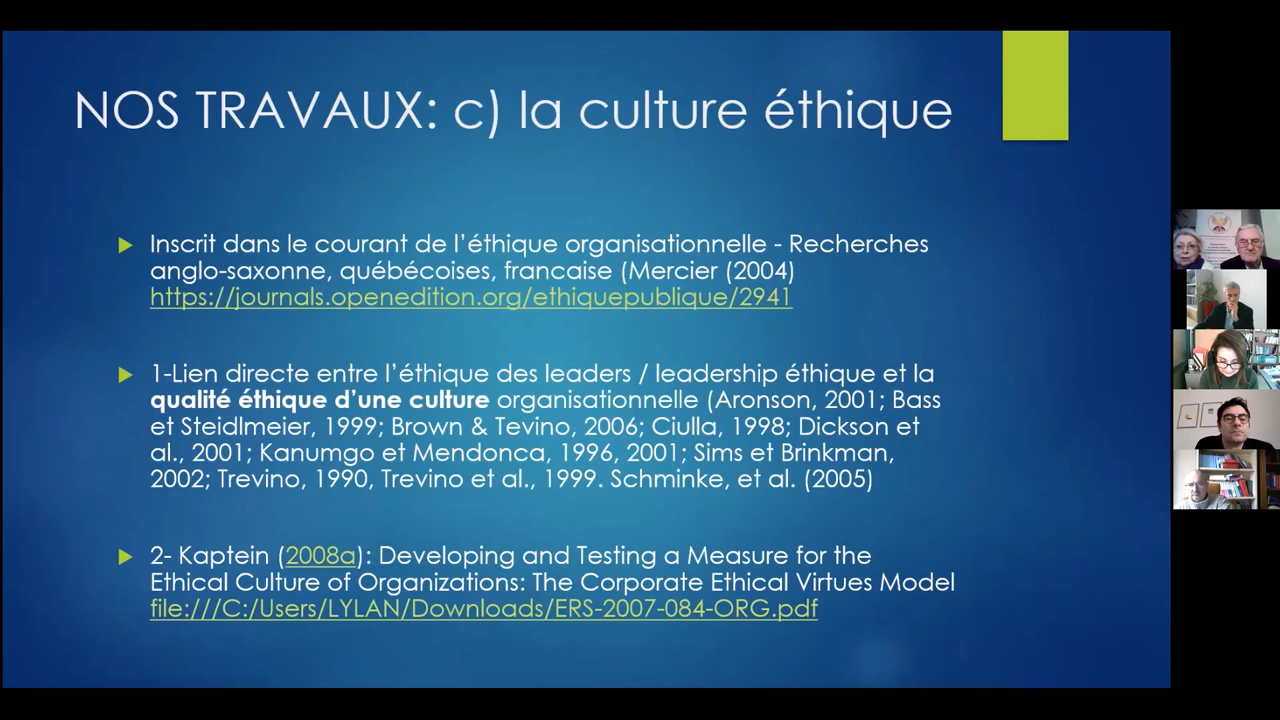 NOS TRAVAUX: c) la culture éthique
Inscrit dans le courant de l’éthique organisationnelle - Recherches
anglo-saxonne, québécoises, francaise (Mercier (2004)
https://journals.openedition.org/ethiquepublique/2941
1-Lien directe entre l’éthique des leaders / leadership éthique et la
qualité éthique d’une culture organisationnelle (Aronson, 2001; Bass
et Steidlmeier, 1999; Brown & Tevino, 2006; Ciulla, 1998; Dickson et
al., 2001; Kanumgo et Mendonca, 1996, 2001; Sims et Brinkman,
2002; Trevino, 1990, Trevino et al., 1999. Schminke, et al. (2005)
2- Kaptein (2008a): Developing and Testing a Measure for the
Ethical Culture of Organizations: The Corporate Ethical Virtues Model
file:///C:/Users/LYLAN/Downloads/ERS-2007-084-ORG.pdf